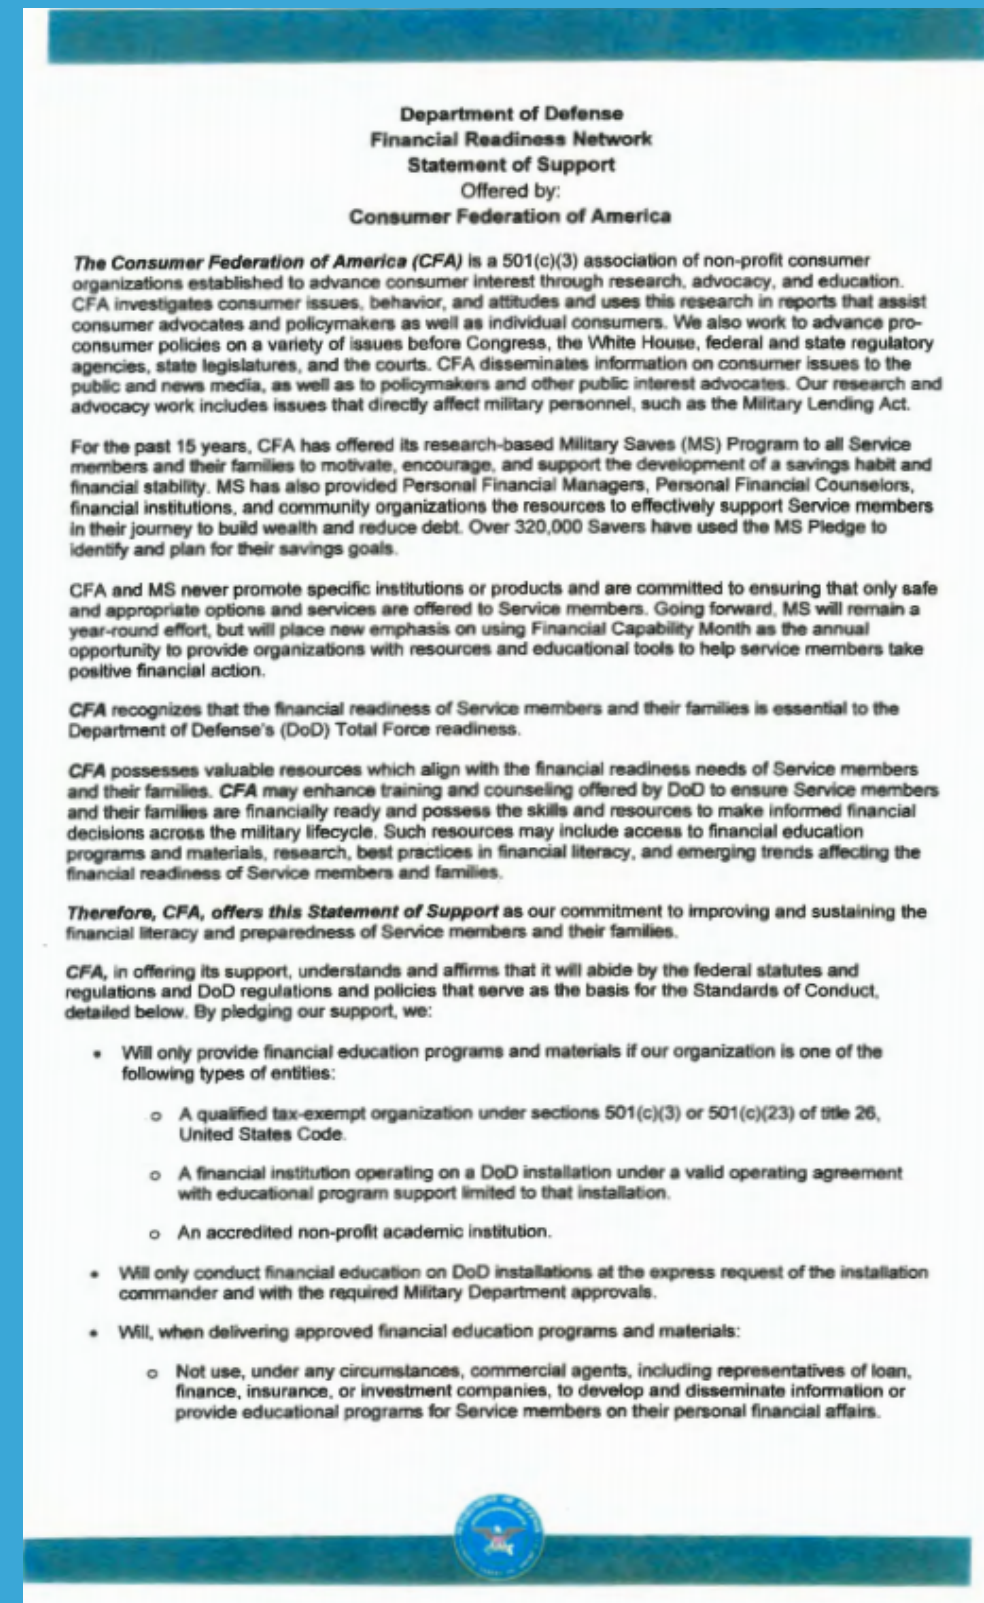 Department of Defense
Financial Readiness Network
Statement of Support
Offered by:
Consumer Federation of America
The Consumer Federation of America (CFA) is a 501(c)(3) association of non-profit consumer
organizations established to advance consumer interest through research, advocacy, and education.
CFA investigates consumer issues, behavior, and attitudes and uses this research in reports that assist
consumer advocates and policymakers as well as individual consumers. We also work to advance pro-
consumer policies on a variety of issues before Congress, the White House, federal and state regulatory
agencies, state legislatures, and the courts. CFA disseminates information on consumer issues to the
public and news media, as well as to policymakers and other public interest advocates. Our research and
advocacy work includes issues that directly affect military personnel, such as the Military Lending Act.
For the past 15 years, CFA has offered its research-based Military Saves (MS) Program to all Service
members and their families to motivate, encourage, and support the development of a savings habit and
financial stability. MS has also provided Personal Financial Managers, Personal Financial Counselors,
financial institutions, and community organizations the resources to effectively support Service members
in their journey to build wealth and reduce debt. Over 320,000 Savers have used the MS Pledge to
identify and plan for their savings goals.
CFA and MS never promote specific institutions or products and are committed to ensuring that only safe
and appropriate options and services are offered to Service members. Going forward, MS will remain a
year-round effort, but will place new emphasis on using Financial Capability Month as the annual
opportunity to provide organizations with resources and educational tools to help service members take
positive financial action.
CFA recognizes that the financial readiness of Service members and their families is essential to the
Department of Defense's (DoD) Total Force readiness.
CFA possesses valuable resources which align with the financial readiness needs of Service members
and their families. CFA may enhance training and counseling offered by DoD to ensure Service members
and their families are financially ready and possess the skills and resources to make informed financial
decisions across the military lifecycle. Such resources may include access to financial education
programs and materials, research, best practices in financial literacy, and emerging trends affecting the
financial readiness of Service members and families.
Therefore, CFA, offers this Statement of Support as our commitment to improving and sustaining the
financial literacy and preparedness of Service members and their families.
CFA, in offering its support, understands and affirms that it will abide by the federal statutes and
regulations and DoD regulations and policies that serve as the basis for the Standards of Conduct,
detailed below. By pledging our support, we:
• Will only provide financial education programs and materials if our organization is one of the
following types of entities:
o A qualified tax-exempt organization under sections 501(c)(3) or 501(c)(23) of title 26,
United States Code.
o A financial institution operating on a DoD installation under a valid operating agreement
with educational program support limited to that installation.
o An accredited non-profit academic institution.
• Will only conduct financial education on DoD installations at the express request of the installation
commander and with the required Military Department approvals.
• Will, when delivering approved financial education programs and materials:
o Not use, under any circumstances, commercial agents, including representatives of loan,
finance, insurance, or investment companies, to develop and disseminate information or
provide educational programs for Service members on their personal financial affairs.